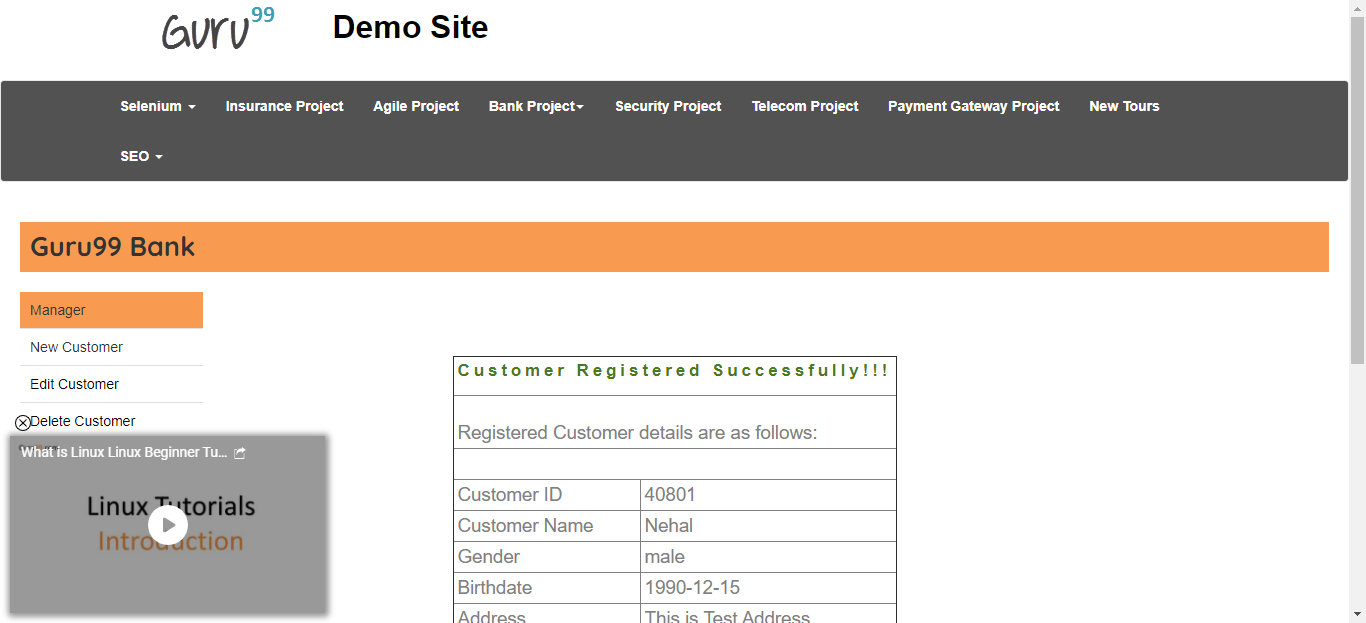 Guru99
Demo Site
Selenium
Insurance Project
Agile Project
Bank Project
Security Project
Telecom Project
Payment Gateway Project
New Tours
SEO
Guru99 Bank
Manager
New Customer
Edit Customer
Delete Customer
What is Linux Linux Beginner Tu...
Linux Tutorials
Introduction
Customer Registered Successfully!!!
Registered Customer details are as follows:
Customer ID 40801
Customer Name Nehal
Gender male
Birthdate 1990-12-15
Address This is Test Address